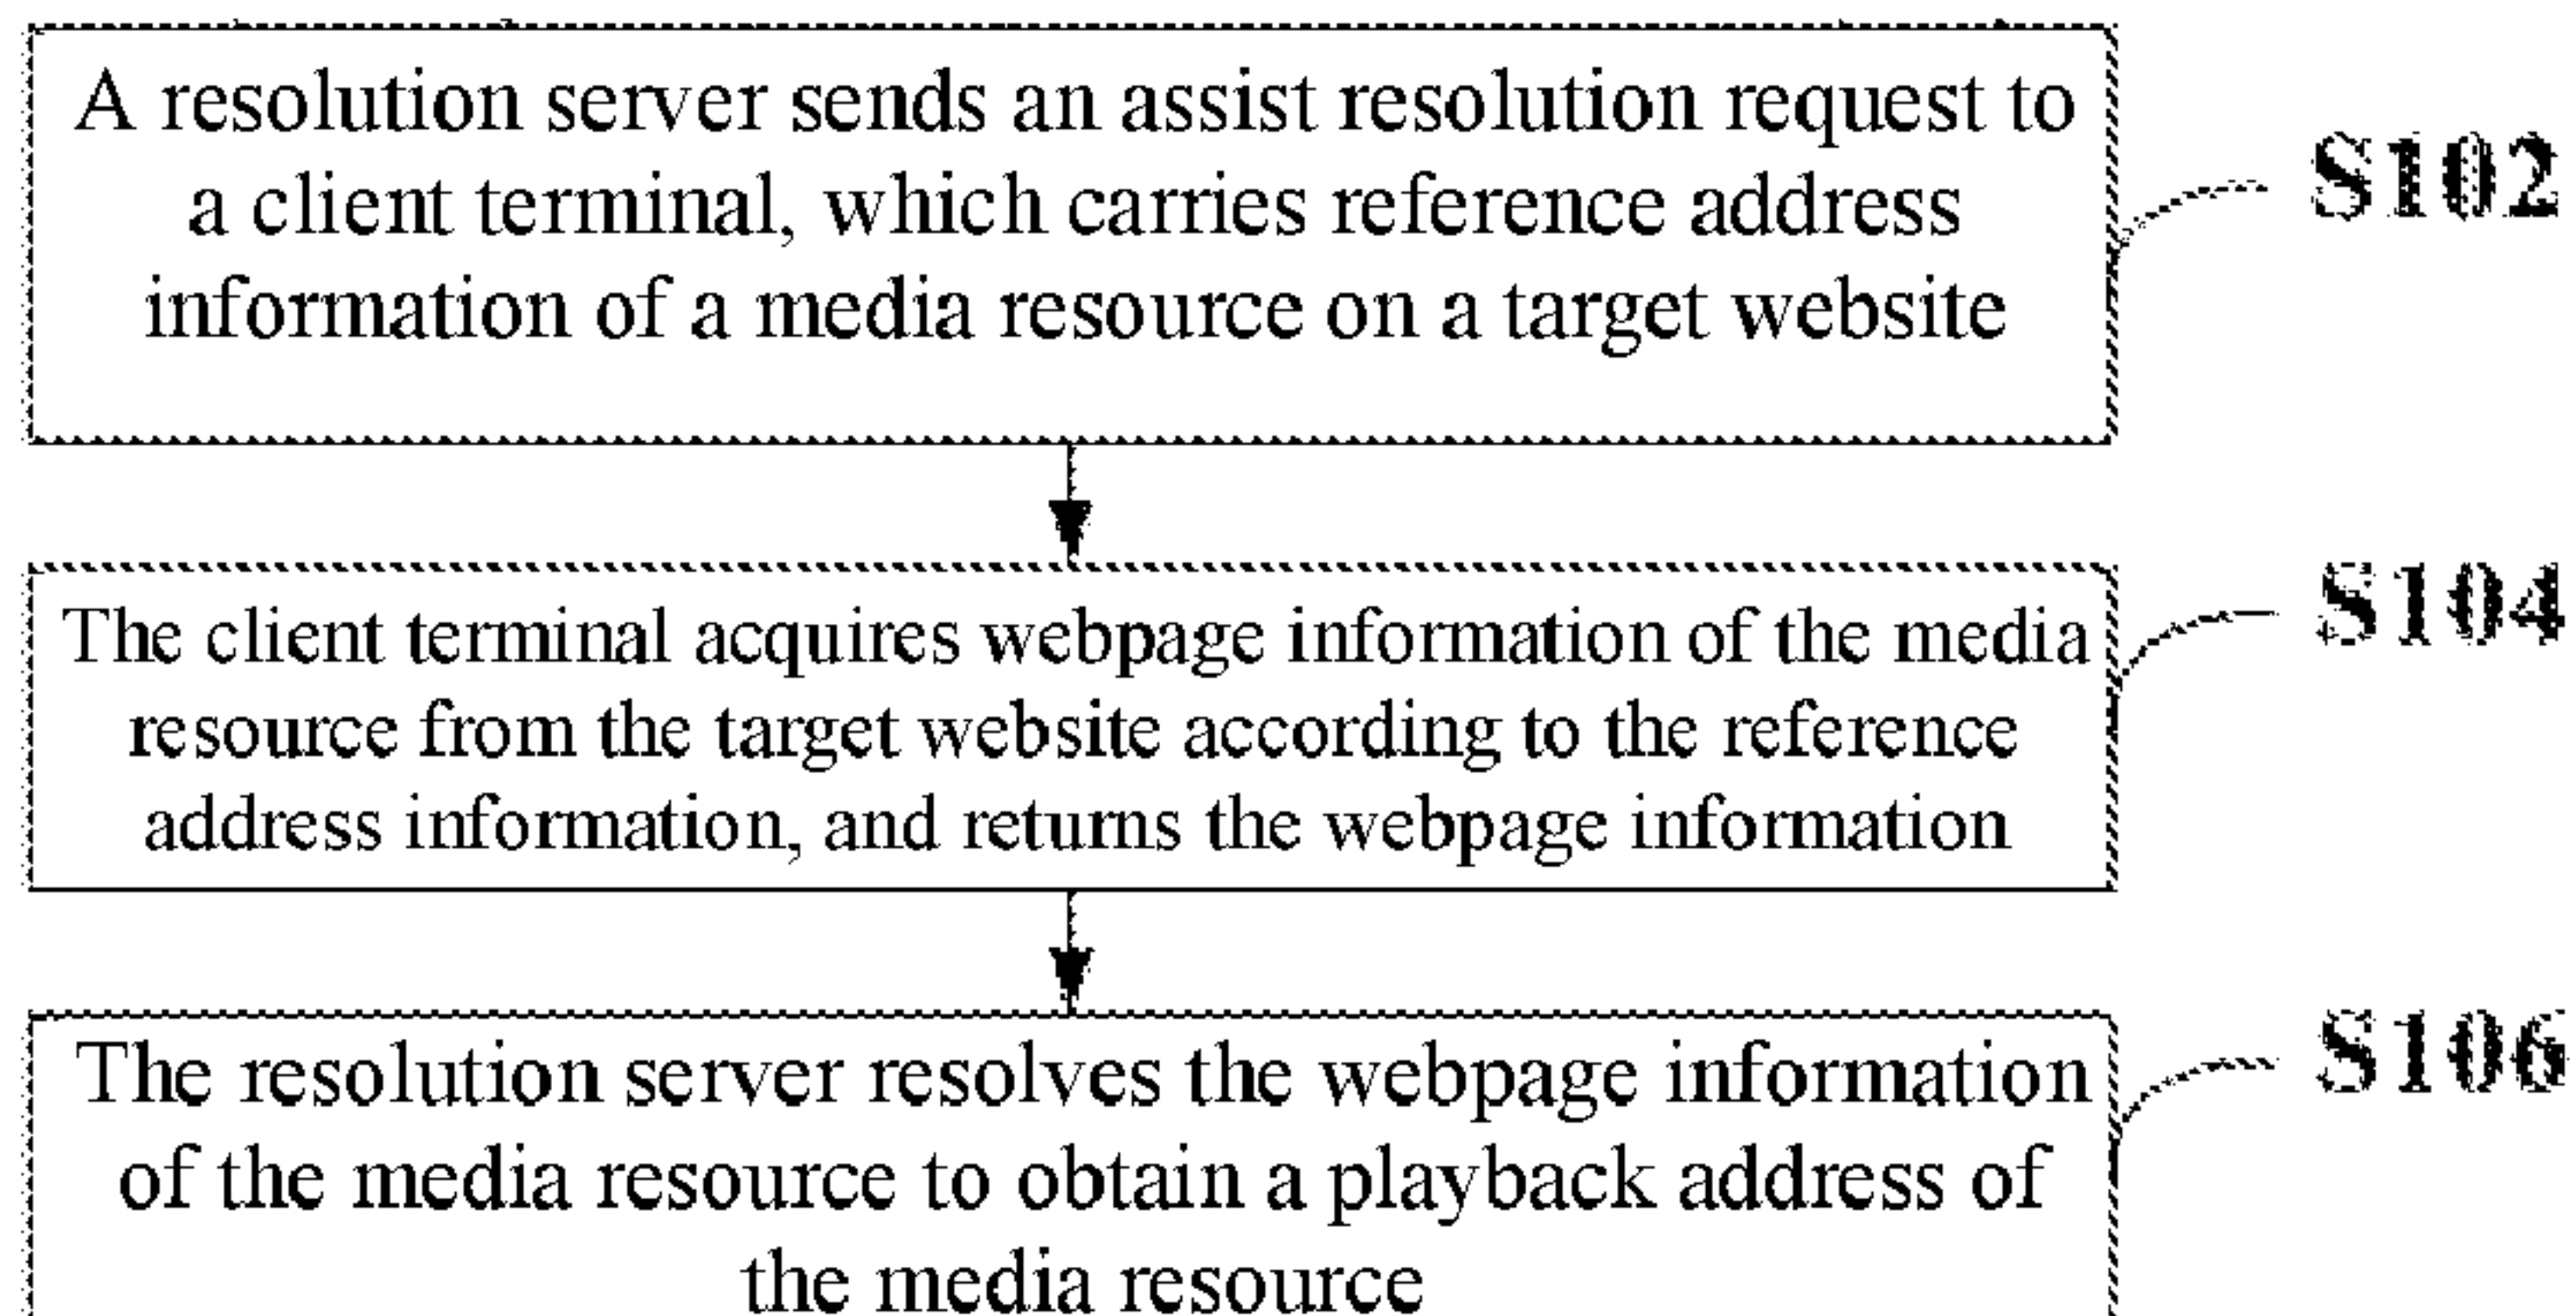 A resolution server sends an assist resolution request to
a client terminal, which carries reference address
information of a media resource on a target website
S102
The client terminal acquires webpage information of the media
resource from the target website according to the reference
address information, and returns the webpage information
S104
The resolution server resolves the webpage information
of the media resource to obtain a playback address of
the media resource
S106